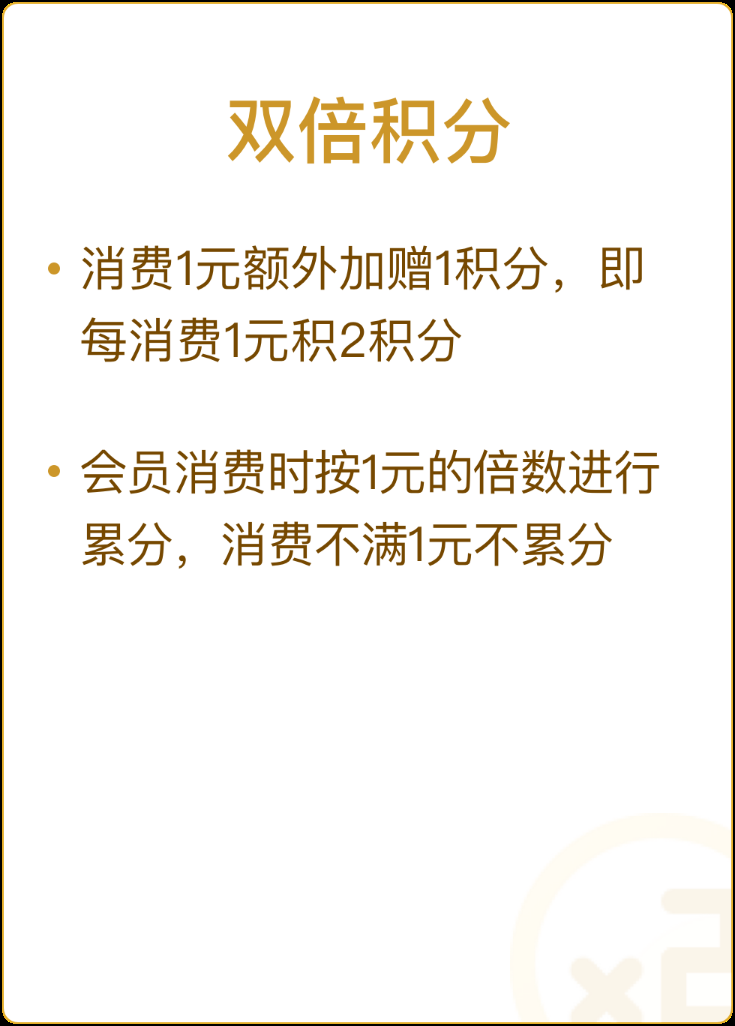 双倍积分
• 消费1元额外加赠1积分，即
每消费1元积2积分
• 会员消费时按1元的倍数进行
累分，消费不满1元不累分
x2